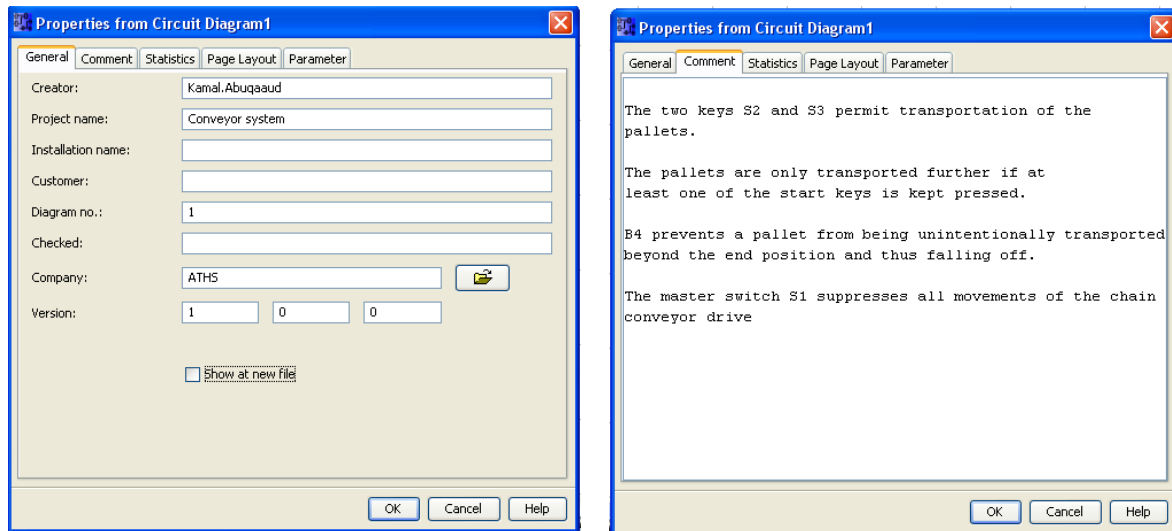 Properties from Circuit Diagram1
General Comment Statistics Page Layout Parameter
Creator: Kamal.Abuqaaud
Project name: Conveyor system
Installation name:
Customer:
Diagram no.: 1
Checked:
Company: ATHS
Version: 1 0 0
Show at new file
OK Cancel Help
Properties from Circuit Diagram1
General Comment Statistics Page Layout Parameter
The two keys S2 and S3 permit transportation of the
pallets.
The pallets are only transported further if at
least one of the start keys is kept pressed.
B4 prevents a pallet from being unintentionally transported
beyond the end position and thus falling off.
The master switch S1 suppresses all movements of the chain
conveyor drive
OK Cancel Help